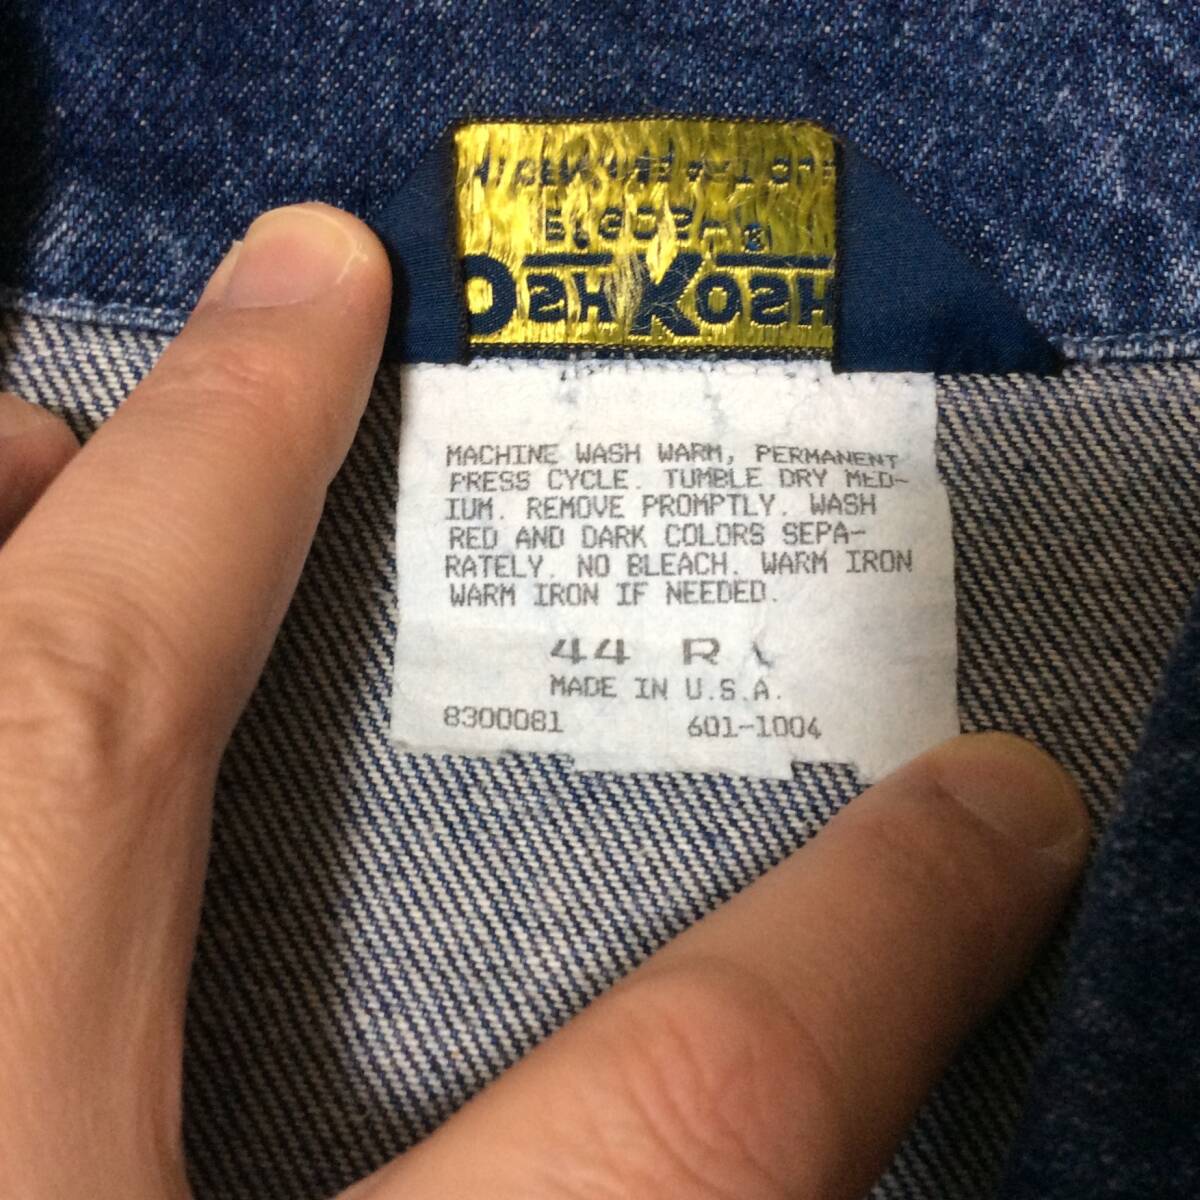 B'GOSH ®
OSHKOSH
MACHINE WASH WARM, PERMANENT
PRESS CYCLE. TUMBLE DRY MED-
IUM. REMOVE PROMPTLY. WASH
RED AND DARK COLORS SEPA-
RATELY. NO BLEACH. WARM IRON
WARM IRON IF NEEDED.
44 R
MADE IN U.S.A.
8300081 601-1004